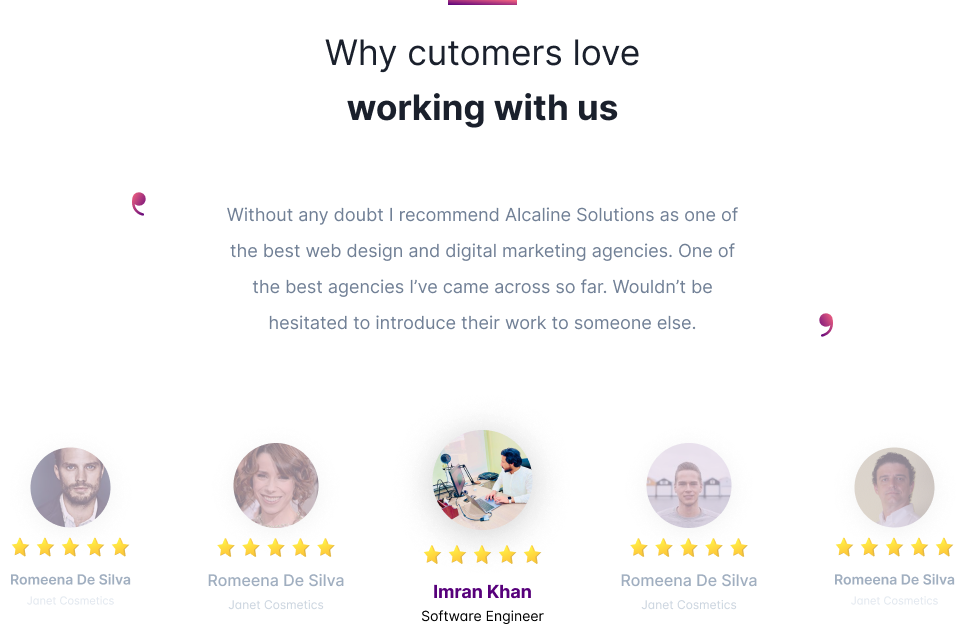 Why cutomers love
working with us
Without any doubt I recommend Alcaline Solutions as one of
the best web design and digital marketing agencies. One of
the best agencies I’ve came across so far. Wouldn’t be
hesitated to introduce their work to someone else.
Romeena De Silva
Janet Cosmetics
Romeena De Silva
Janet Cosmetics
Imran Khan
Software Engineer
Romeena De Silva
Janet Cosmetics
Romeena De Silva
Janet Cosmetics